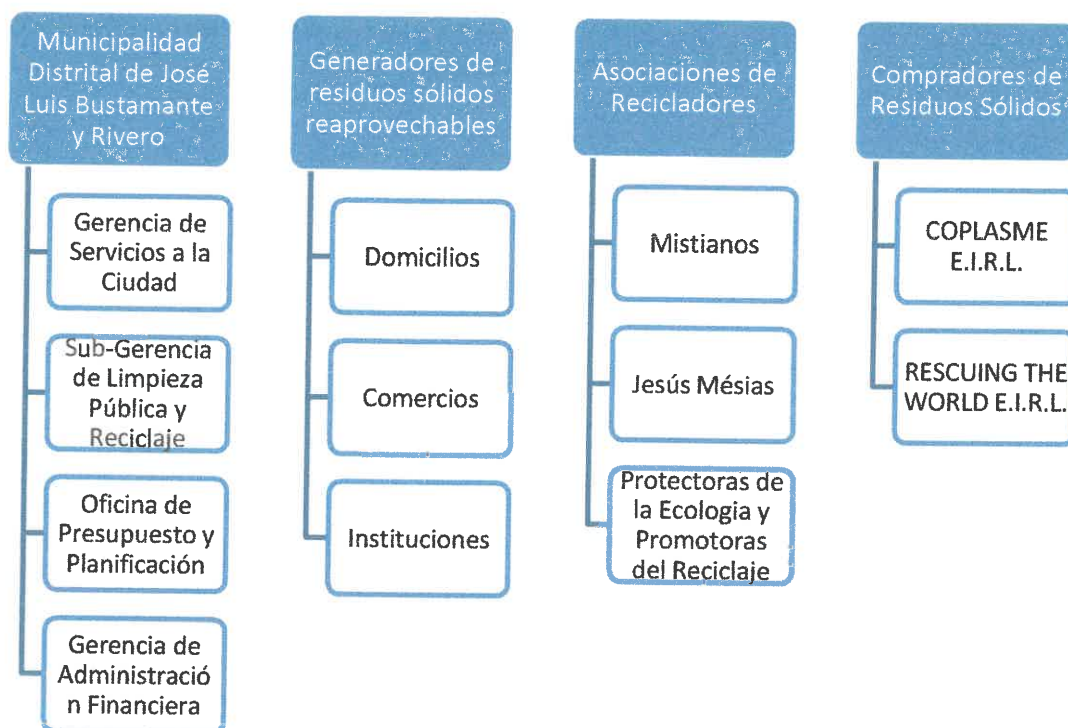 Municipalidad
Distrital de José
Luis Bustamante
y Rivero
Gerencia de
Servicios a la
Ciudad
Sub-Gerencia
de Limpieza
Pública y
Reciclaje
Oficina de
Presupuesto y
Planificación
Gerencia de
Administració
n Financiera
Generadores de
residuos sólidos
reaprovechables
Domicilios
Comercios
Instituciones
Asociaciones de
Recicladores
Mistianos
Jesús Mésias
Protectoras de
la Ecologia y
Promotoras
del Reciclaje
Compradores de
Residuos Sólidos
COPLASME
E.I.R.L.
RESCUING THE
WORLD E.I.R.L.